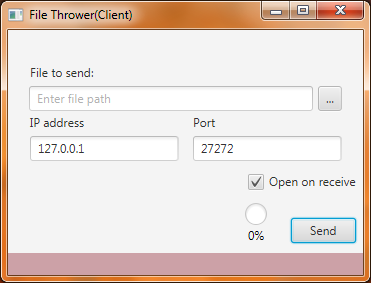 File Thrower(Client)
File to send:
Enter file path
...
IP address Port
127.0.0.1 27272
Open on receive
0%
Send